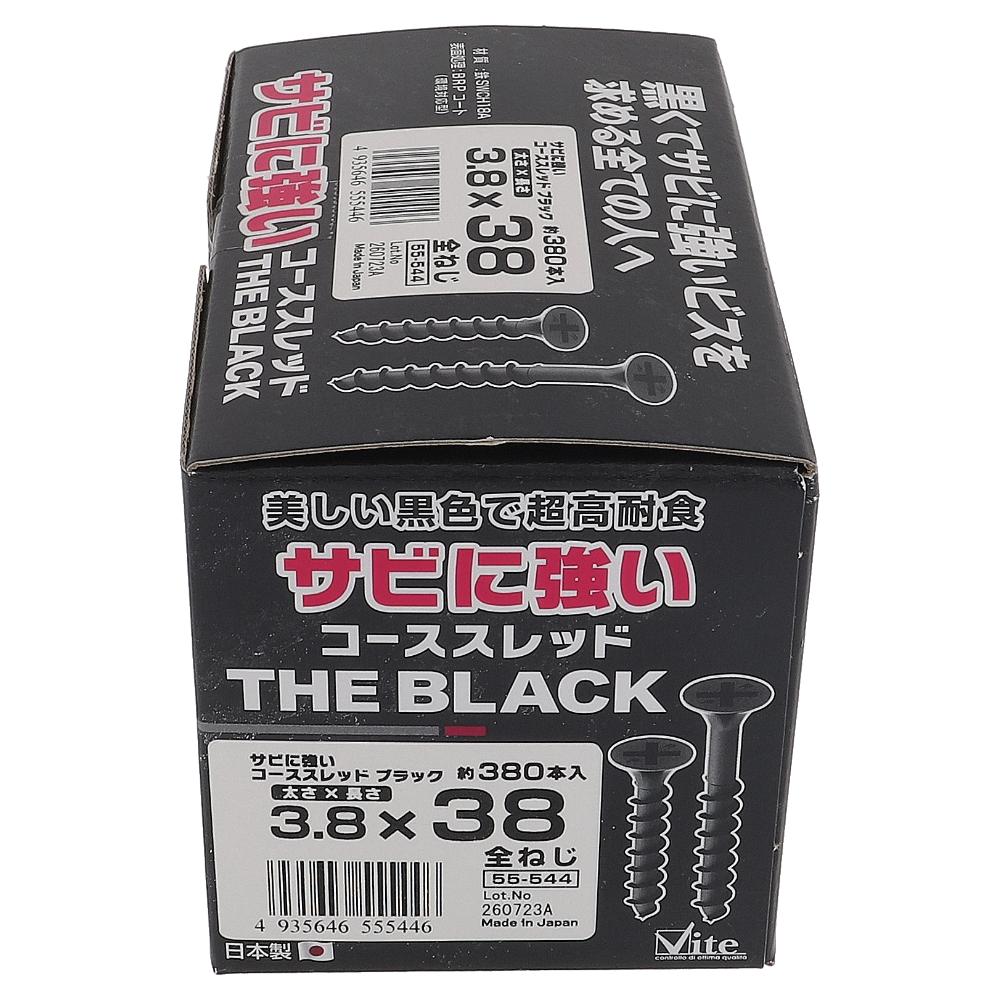 黒くてサビに強いビスを
求める全ての人へ
材質:鉄SWCH18A
表面処理:BRPコート
(環境対応型)
サビに強い
コーススレッド ブラック 約380本入
太さ×長さ
3.8×38
全ねじ
55-544
Lot.No
260723A
Made in Japan
4 935646 555446
サビに強い
コーススレッド
THE BLACK
美しい黒色で超高耐食
サビに強い
コーススレッド
THE BLACK
サビに強い
コーススレッド ブラック 約380本入
太さ×長さ
3.8×38
全ねじ
55-544
Lot.No
260723A
Made in Japan
4 935646 555446
日本製
Vite
controllo di ottima qualità